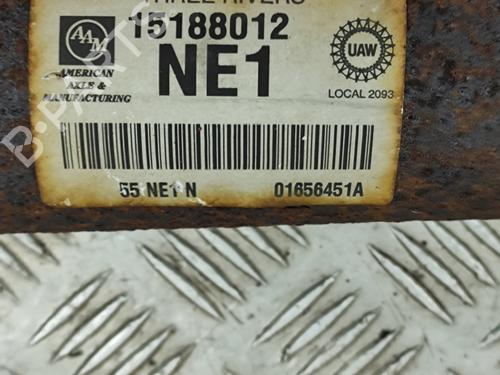 THREE RIVERS
15188012
NE1
AAM
AMERICAN
AXLE &
MANUFACTURING
UAW
LOCAL 2093
55 NE1 N
01656451A
B-PARTS